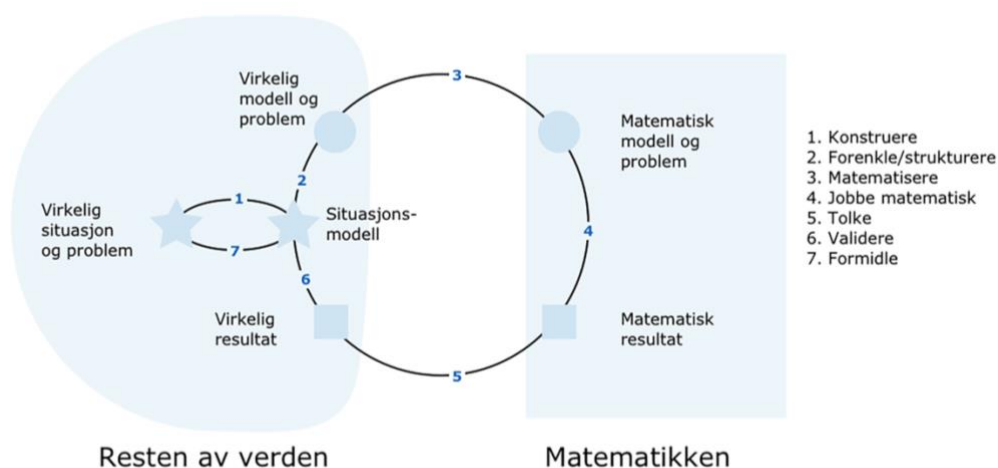 Virkelig
modell og
problem
3
Matematisk
modell og
problem
2
1
Virkelig
situasjon
og problem
Situasjons-
modell
7
4
6
Virkelig
resultat
Matematisk
resultat
5
1. Konstruere
2. Forenkle/strukturere
3. Matematisere
4. Jobbe matematisk
5. Tolke
6. Validere
7. Formidle
Resten av verden
Matematikken